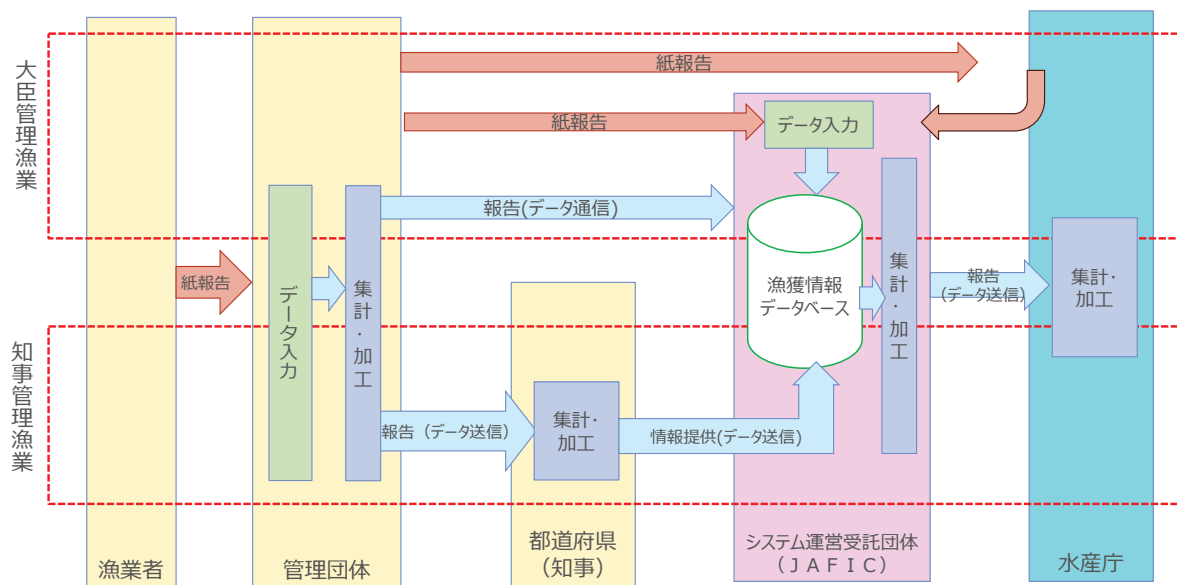 大臣管理漁業
知事管理漁業
紙報告
紙報告
データ入力
報告(データ通信)
紙報告
データ入力
集計・加工
漁獲情報
データベース
集計・加工
報告
(データ送信)
集計・
加工
報告（データ送信）
集計・
加工
情報提供(データ送信)
漁業者
管理団体
都道府県
（知事）
システム運営受託団体
（ＪＡＦＩＣ）
水産庁